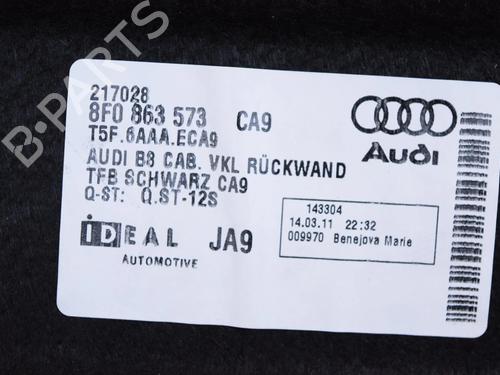 B-PARTS
217028
8F0 863 573 CA9
T5F.6AAA.ECA9
AUDI B8 CAB. VKL RÜCKWAND
TFB SCHWARZ CA9
Q-ST: Q.ST-12S
IDEAL JA9
AUTOMOTIVE
Audi
143304
14.03.11 22:32
009970 Benejova Marie